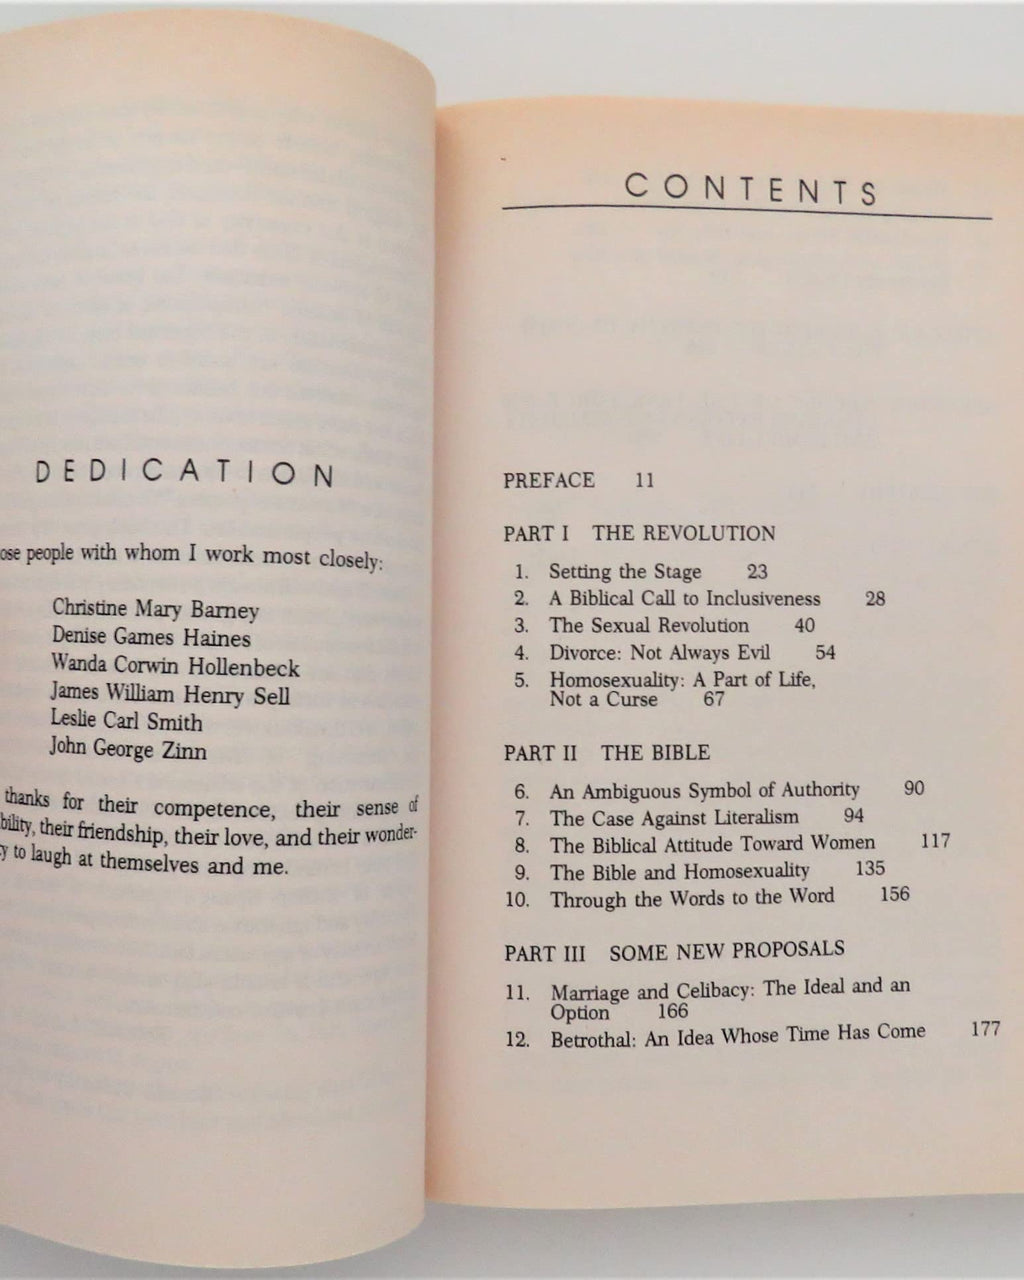 DEDICATION
people with whom I work most closely:
Christine Mary Barney
Denise Games Haines
Wanda Corwin Hollenbeck
James William Henry Sell
Leslie Carl Smith
John George Zinn
thanks for their competence, their sense of
their friendship, their love, and their wonder-
to laugh at themselves and me.
CONTENTS
PREFACE 11
PART I THE REVOLUTION
1. Setting the Stage 23
2. A Biblical Call to Inclusiveness 28
3. The Sexual Revolution 40
4. Divorce: Not Always Evil 54
5. Homosexuality: A Part of Life,
Not a Curse 67
PART II THE BIBLE
6. An Ambiguous Symbol of Authority 90
7. The Case Against Literalism 94
8. The Biblical Attitude Toward Women 117
9. The Bible and Homosexuality 135
10. Through the Words to the Word 156
PART III SOME NEW PROPOSALS
11. Marriage and Celibacy: The Ideal and an
Option 166
12. Betrothal: An Idea Whose Time Has Come 177